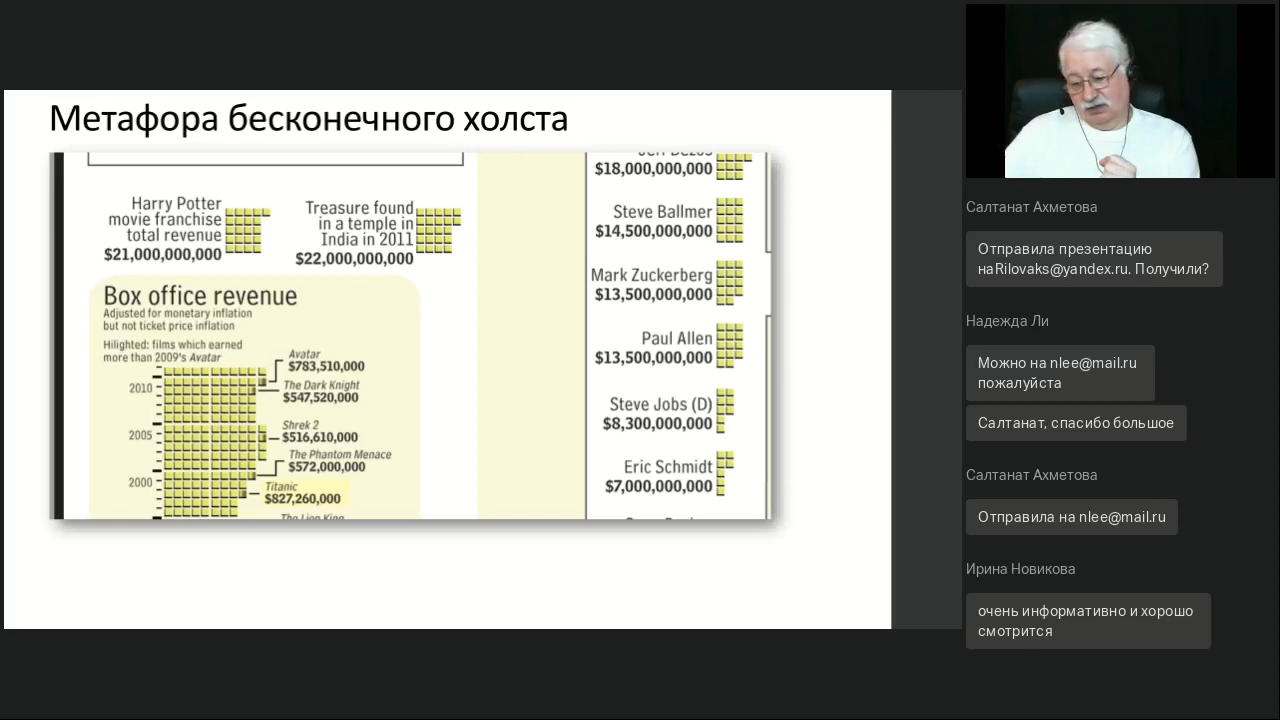 Метафора бесконечного холста
Harry Potter
movie franchise
total revenue
$21,000,000,000
Treasure found
in a temple in
India in 2011
$22,000,000,000
Box office revenue
Adjusted for monetary inflation
but not ticket price inflation
Hilighted: films which earned
more than 2009's Avatar
Avatar
$783,510,000
2010
The Dark Knight
$547,520,000
Shrek 2
2005
$516,610,000
The Phantom Menace
$572,000,000
2000
Titanic
$827,260,000
The Lion King
$18,000,000,000
Steve Ballmer
$14,500,000,000
Mark Zuckerberg
$13,500,000,000
Paul Allen
$13,500,000,000
Steve Jobs (D)
$8,300,000,000
Eric Schmidt
$7,000,000,000
Салтанат Ахметова
Отправила презентацию
наRilovaks@yandex.ru. Получили?
Надежда Ли
Можно на nlee@mail.ru
пожалуйста
Салтанат, спасибо большое
Салтанат Ахметова
Отправила на nlee@mail.ru
Ирина Новикова
очень информативно и хорошо
смотрится